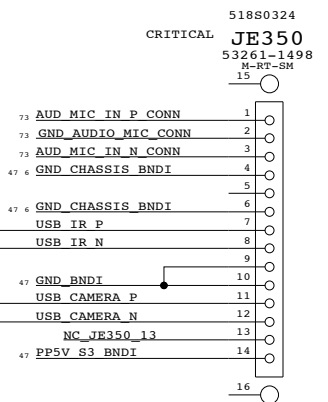 518S0324
CRITICAL JE350
53261-1498
M-RT-SM
15
73 AUD_MIC_IN_P_CONN 1
73 GND_AUDIO_MIC_CONN 2
73 AUD_MIC_IN_N_CONN 3
47 6 GND_CHASSIS_BNDI 4
5
47 6 GND_CHASSIS_BNDI 6
USB_IR_P 7
USB_IR_N 8
9
47 GND_BNDI 10
USB_CAMERA_P 11
USB_CAMERA_N 12
NC_JE350_13 13
47 PP5V_S3_BNDI 14
16